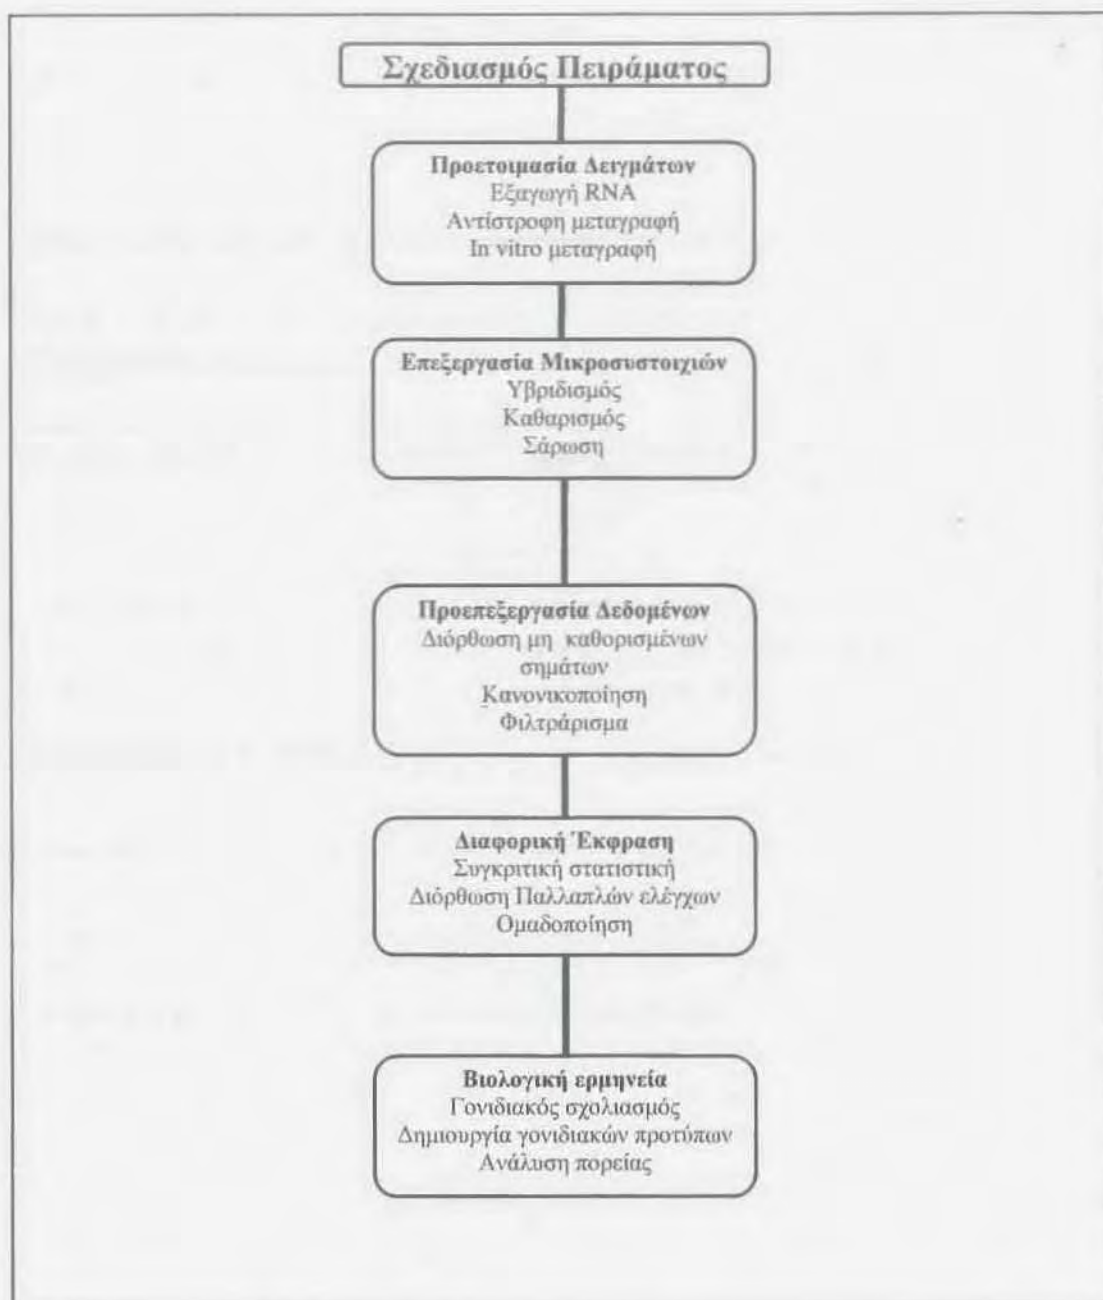 Σχεδιασμός Πειράματος
Προετοιμασία Δειγμάτων
Εξαγωγή RNA
Αντίστροφη μεταγραφή
In vitro μεταγραφή
Επεξεργασία Μικροσυστοιχιών
Υβριδισμός
Καθαρισμός
Σάρωση
Προεπεξεργασία Δεδομένων
Διόρθωση μη καθορισμένων
σημάτων
Κανονικοποίηση
Φιλτράρισμα
Διαφορική Έκφραση
Συγκριτική στατιστική
Διόρθωση Παλλαπλών ελέγχων
Ομαδοποίηση
Βιολογική ερμηνεία
Γονιδιακός σχολιασμός
Δημιουργία γονιδιακών προτύπων
Ανάλυση πορείας